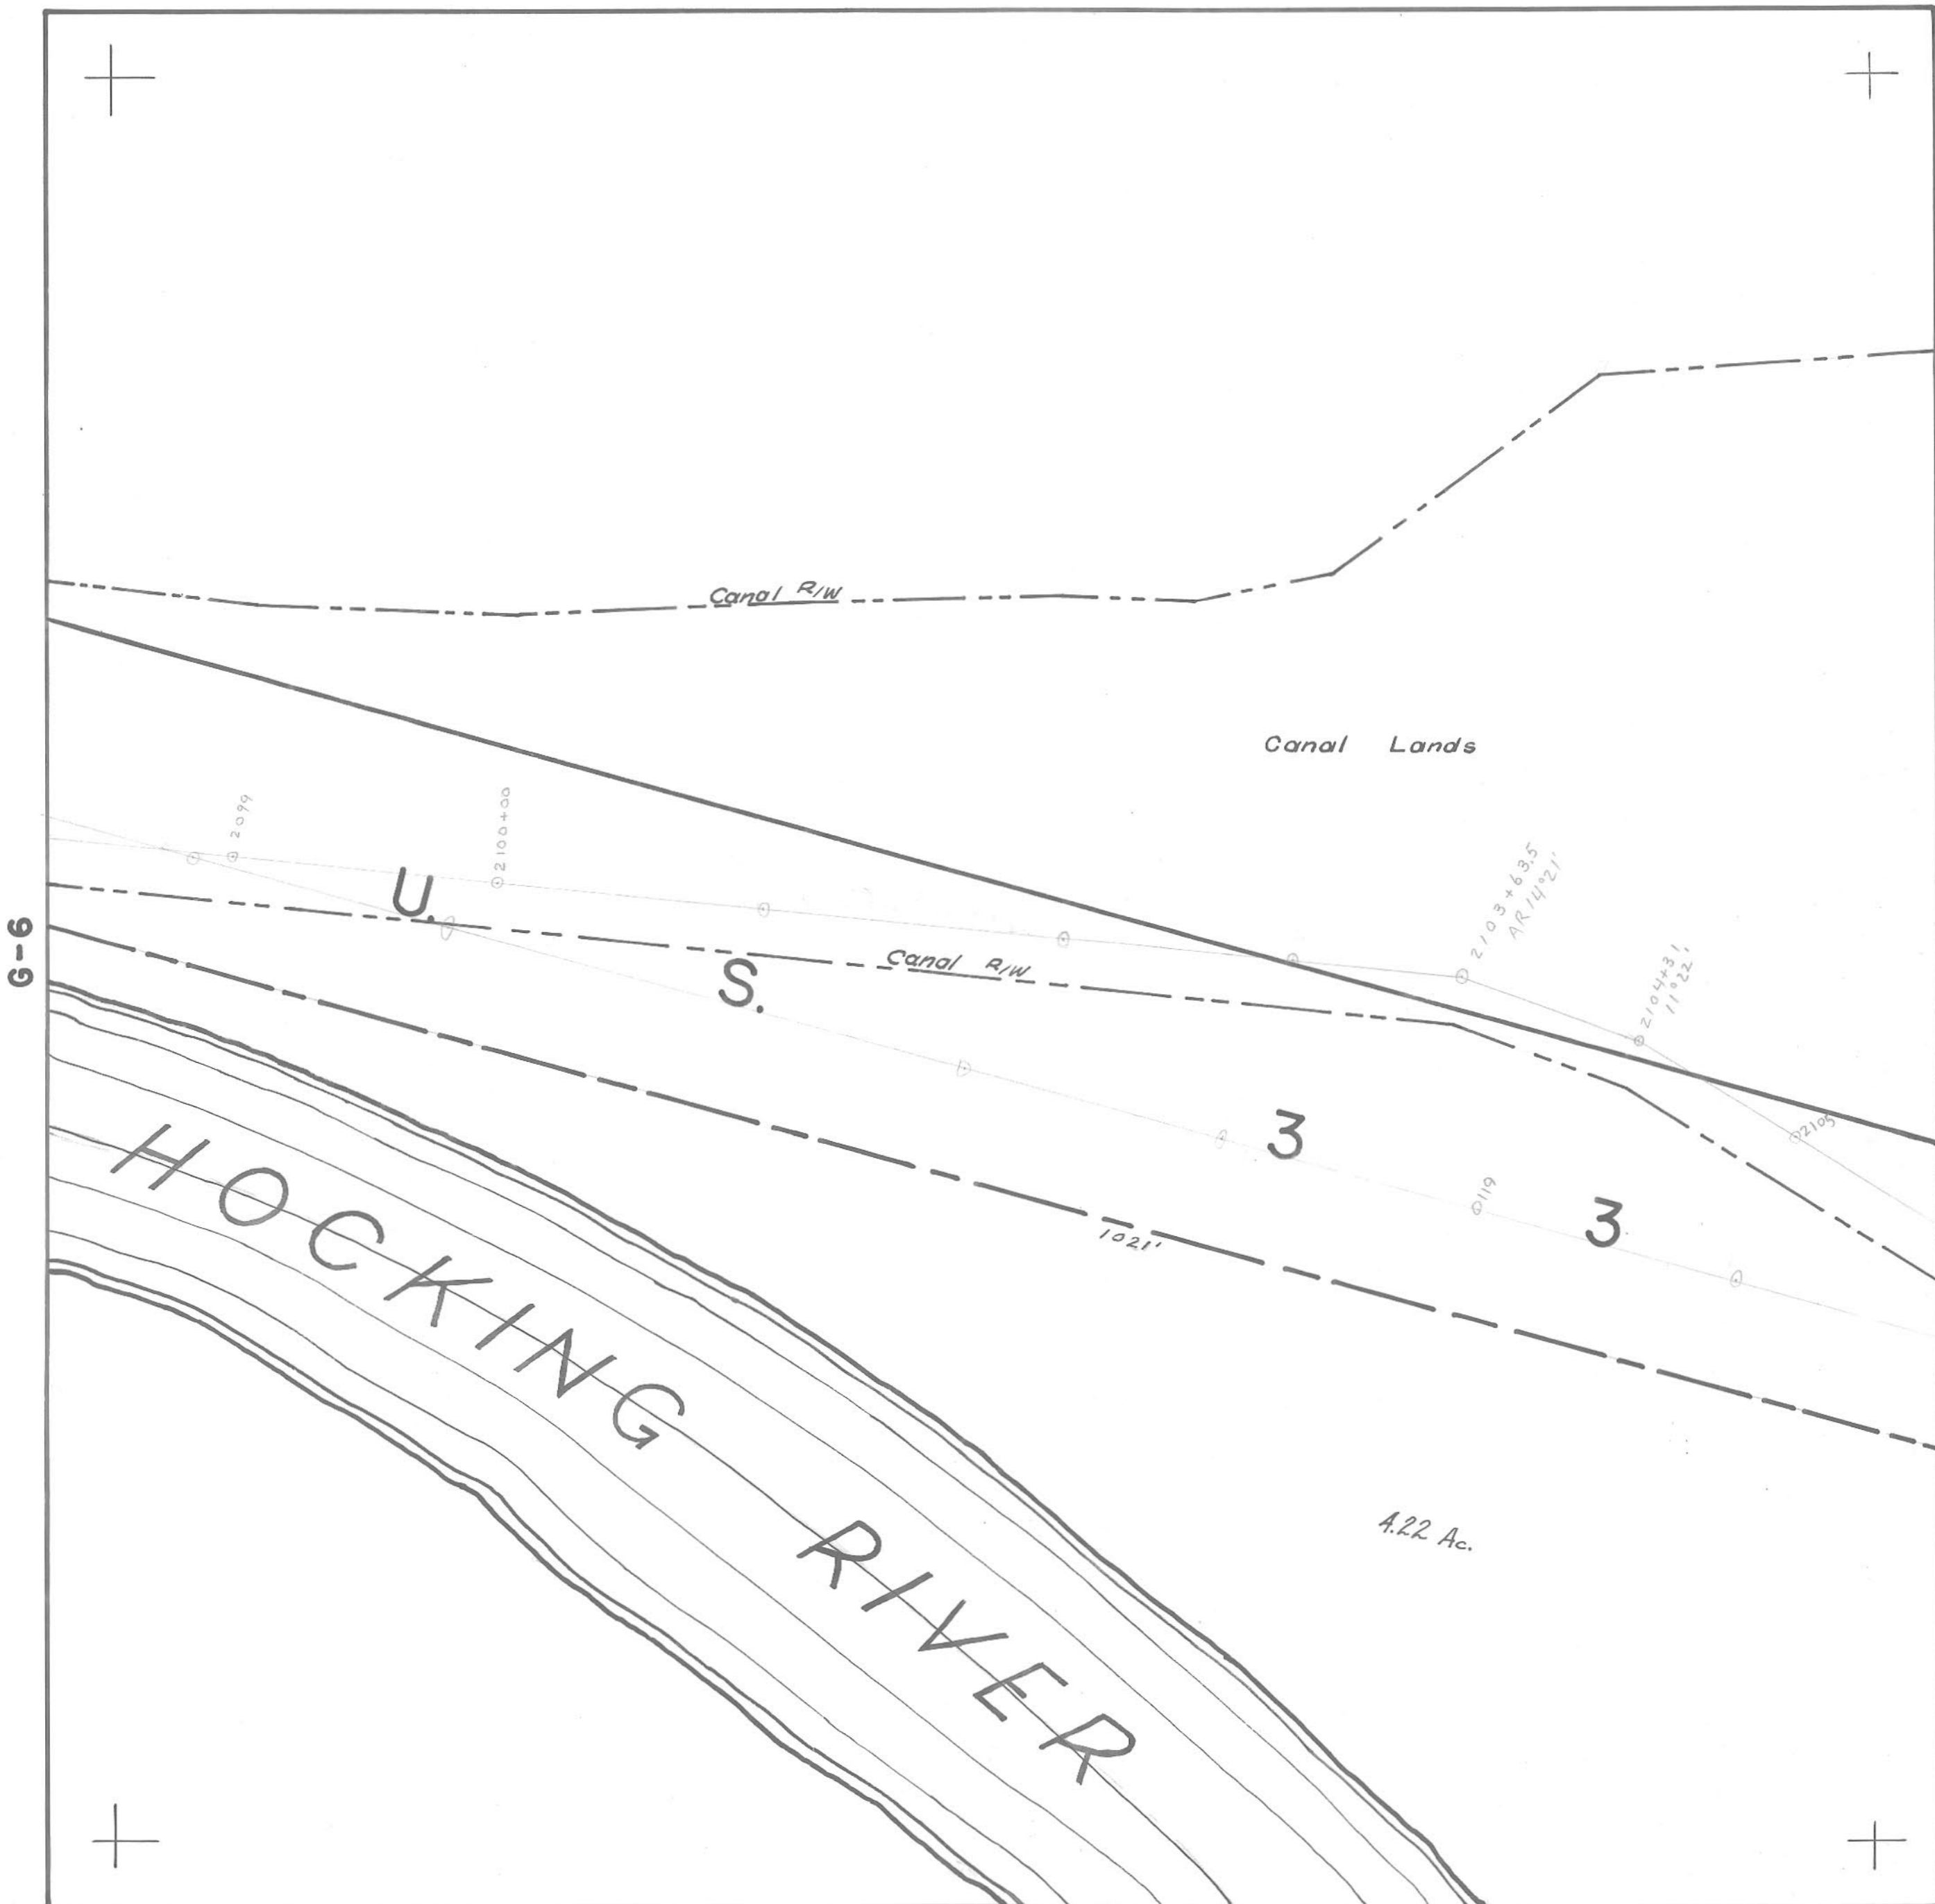 Canal R/W
Canal Lands
2099
2100+00
2103+63.5
AR 14°21'
U. S. 3 3
G-6
Canal R/W
2104+31
11°22'
2105
119
1021'
HOCKING RIVER
4.22 Ac.